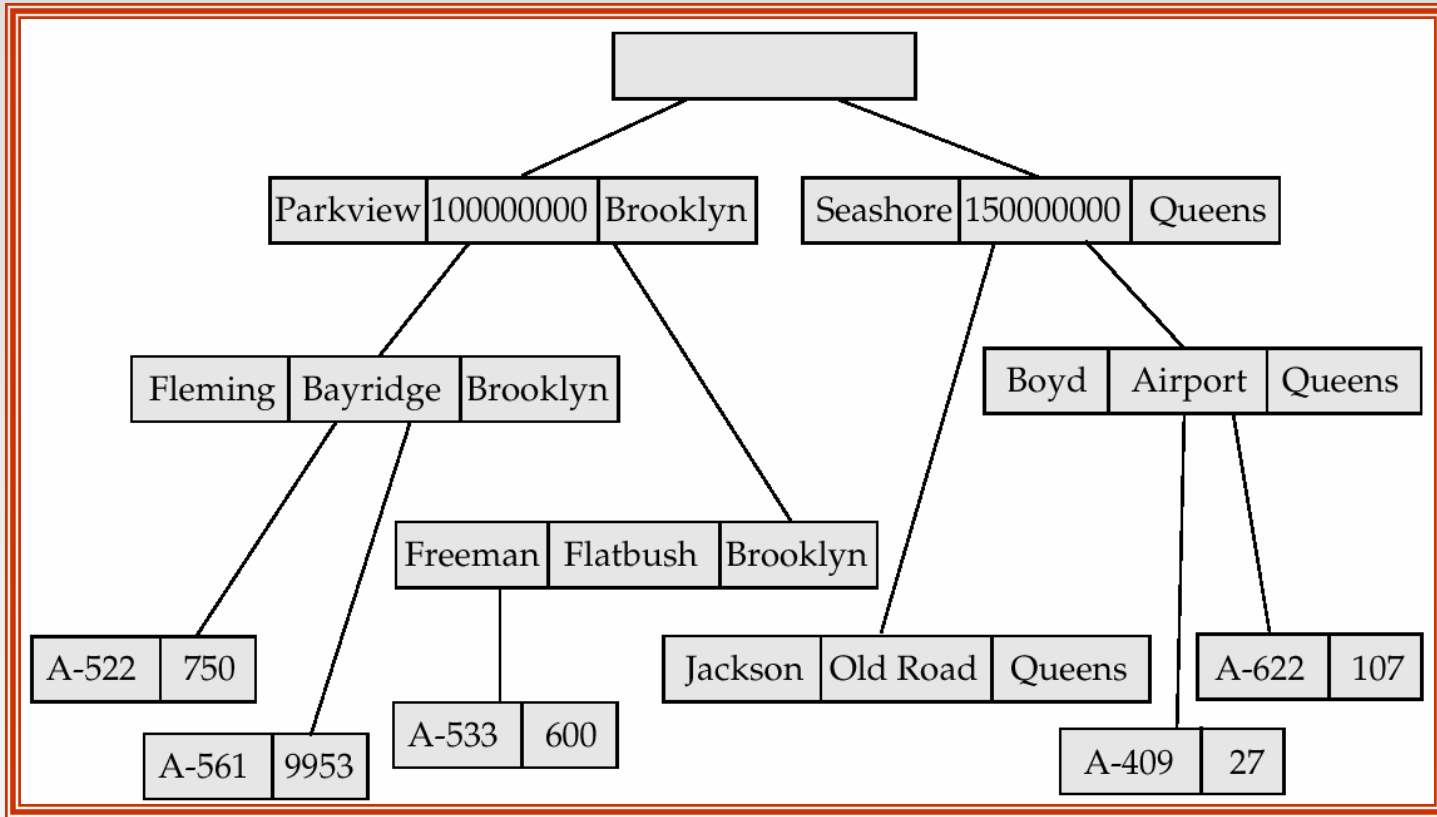 Parkview 100000000 Brooklyn
Seashore 150000000 Queens
Fleming Bayridge Brooklyn
Boyd Airport Queens
Freeman Flatbush Brooklyn
A-522 750
Jackson Old Road Queens
A-622 107
A-533 600
A-561 9953
A-409 27